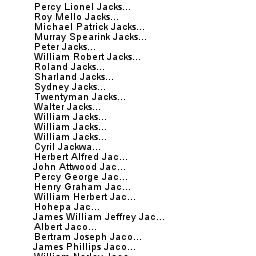 Percy Lionel Jacks...
Roy Mello Jacks...
Michael Patrick Jacks...
Murray Spearink Jacks...
Peter Jacks...
William Robert Jacks...
Roland Jacks...
Sharland Jacks...
Sydney Jacks...
Twentyman Jacks...
Walter Jacks...
William Jacks...
William Jacks...
William Jacks...
Cyril Jackwa...
Herbert Alfred Jac...
John Attwood Jac...
Percy George Jac...
Henry Graham Jac...
William Herbert Jac...
Hohepa Jac...
James William Jeffrey Jac...
Albert Jaco...
Bertram Joseph Jaco...
James Phillips Jaco...